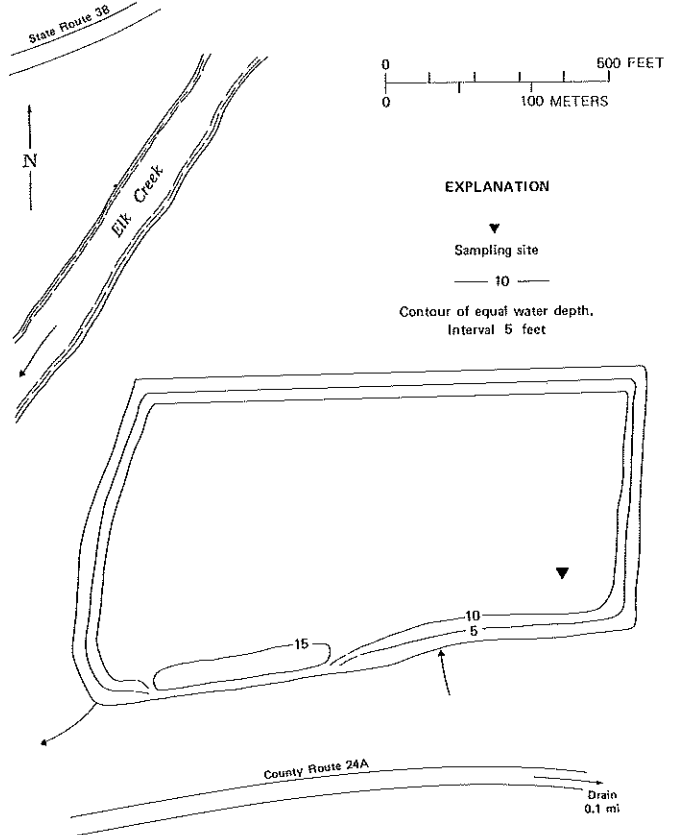 State Route 38
0 500 FEET
0 100 METERS
N
Elk Creek
EXPLANATION
Sampling site
10
Contour of equal water depth,
Interval 5 feet
10
5
15
County Route 24A
Drain
0.1 mi